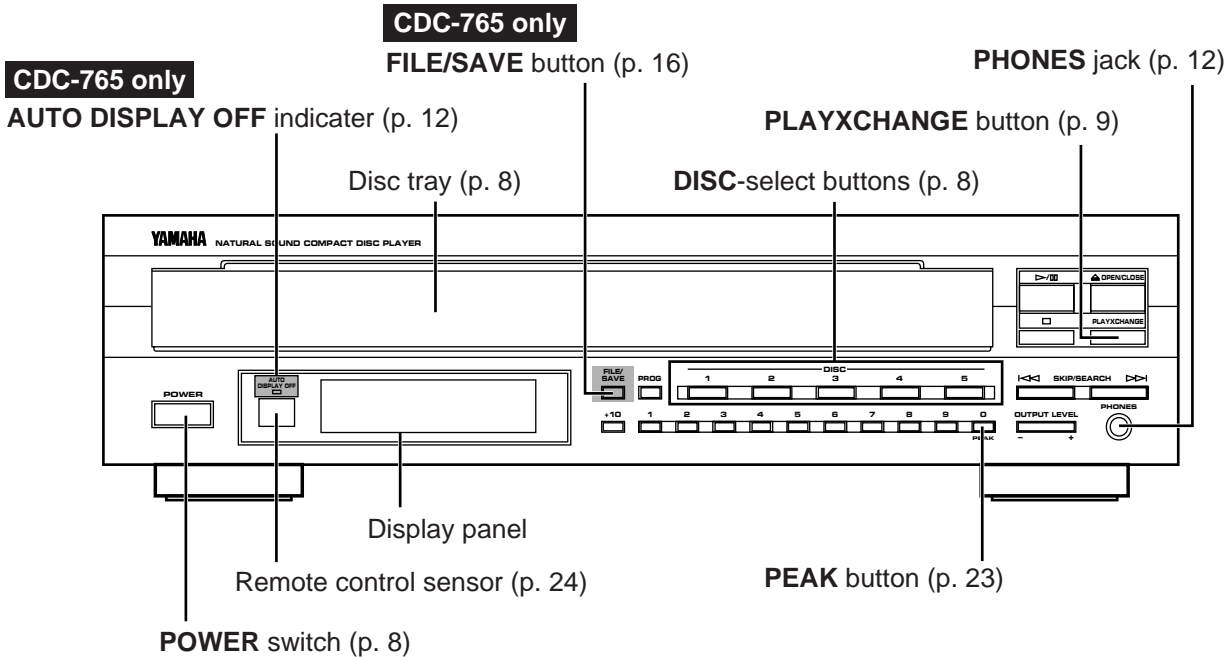 CDC-765 only
FILE/SAVE button (p. 16)
PHONES jack (p. 12)
CDC-765 only
AUTO DISPLAY OFF indicater (p. 12)
PLAYXCHANGE button (p. 9)
Disc tray (p. 8)
DISC-select buttons (p. 8)
YAMAHA NATURAL SOUND COMPACT DISC PLAYER
OPEN/CLOSE
PLAYXCHANGE
AUTO
DISPLAY OFF
FILE/
SAVE
PROG
DISC
1 2 3 4 5
SKIP/SEARCH
POWER
+10 1 2 3 4 5 6 7 8 9 0
PEAK
OUTPUT LEVEL
– +
PHONES
Display panel
Remote control sensor (p. 24)
PEAK button (p. 23)
POWER switch (p. 8)